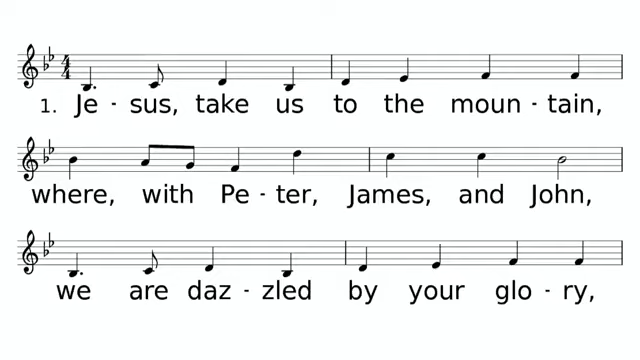 1. Je - sus, take us to the moun - tain,
where, with Pe - ter, James, and John,
we are daz - zled by your glo - ry,